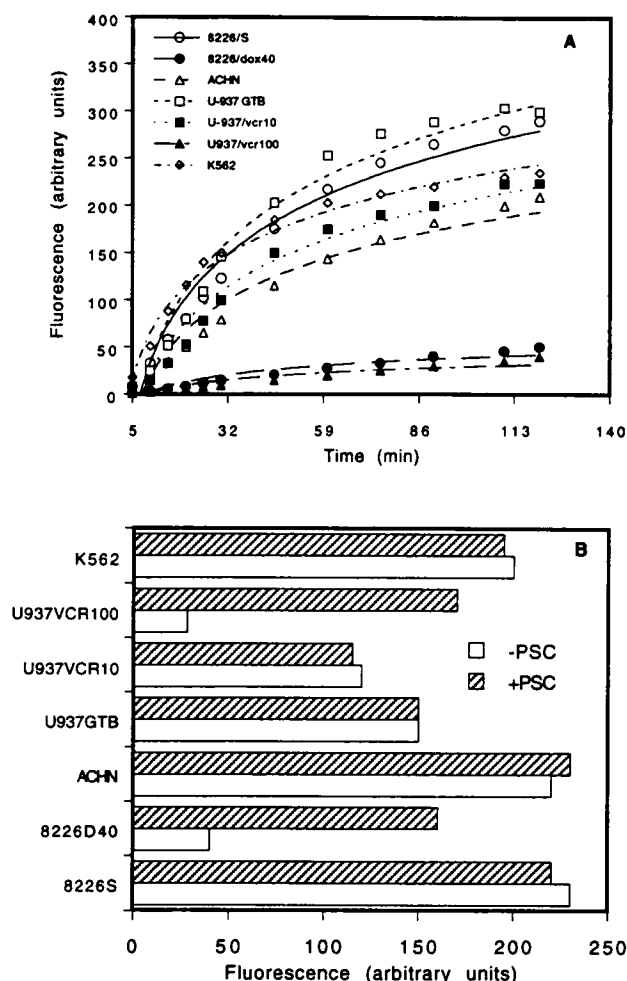 400
350
300
250
200
150
100
50
0
Fluorescence (arbitrary units)
8226/S
8226/dox40
ACHN
U-937 GTB
U-937/vcr10
U937/vcr100
K562
A
5
32
59
86
113
140
Time (min)
B
K562
U937VCR100
U937VCR10
U937GTB
ACHN
8226D40
8226S
-PSC
+PSC
0
50
100
150
200
250
Fluorescence (arbitrary units)